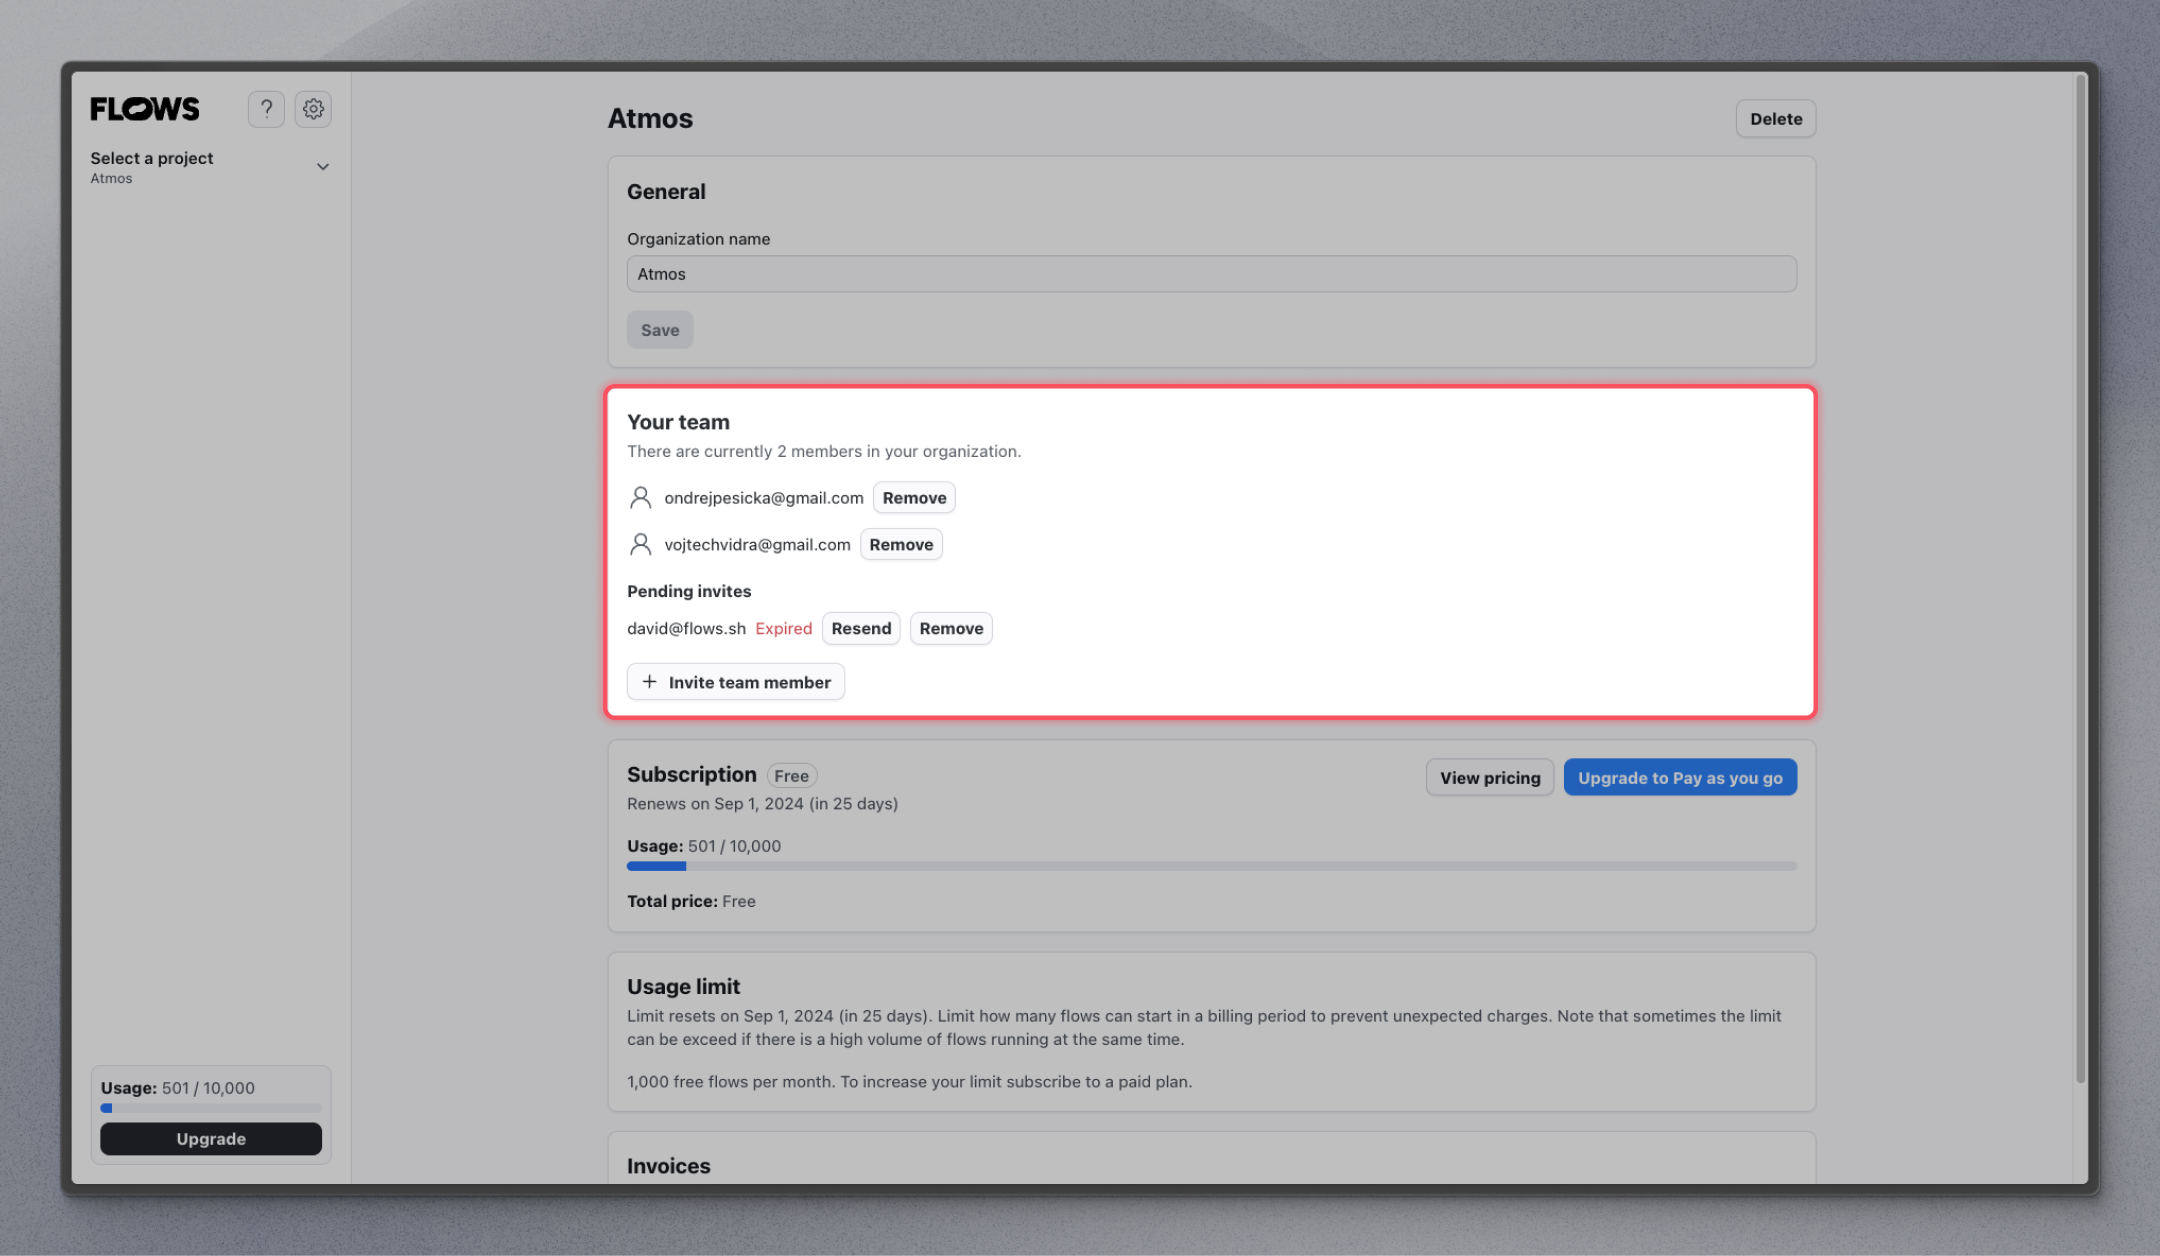 FLOWS
?
Select a project
Atmos
Atmos
Delete
General
Organization name
Atmos
Save
Your team
There are currently 2 members in your organization.
ondrejpesicka@gmail.com Remove
vojtechvidra@gmail.com Remove
Pending invites
david@flows.sh Expired Resend Remove
+ Invite team member
Subscription Free
View pricing
Upgrade to Pay as you go
Renews on Sep 1, 2024 (in 25 days)
Usage: 501 / 10,000
Total price: Free
Usage limit
Limit resets on Sep 1, 2024 (in 25 days). Limit how many flows can start in a billing period to prevent unexpected charges. Note that sometimes the limit
can be exceed if there is a high volume of flows running at the same time.
1,000 free flows per month. To increase your limit subscribe to a paid plan.
Invoices
Usage: 501 / 10,000
Upgrade